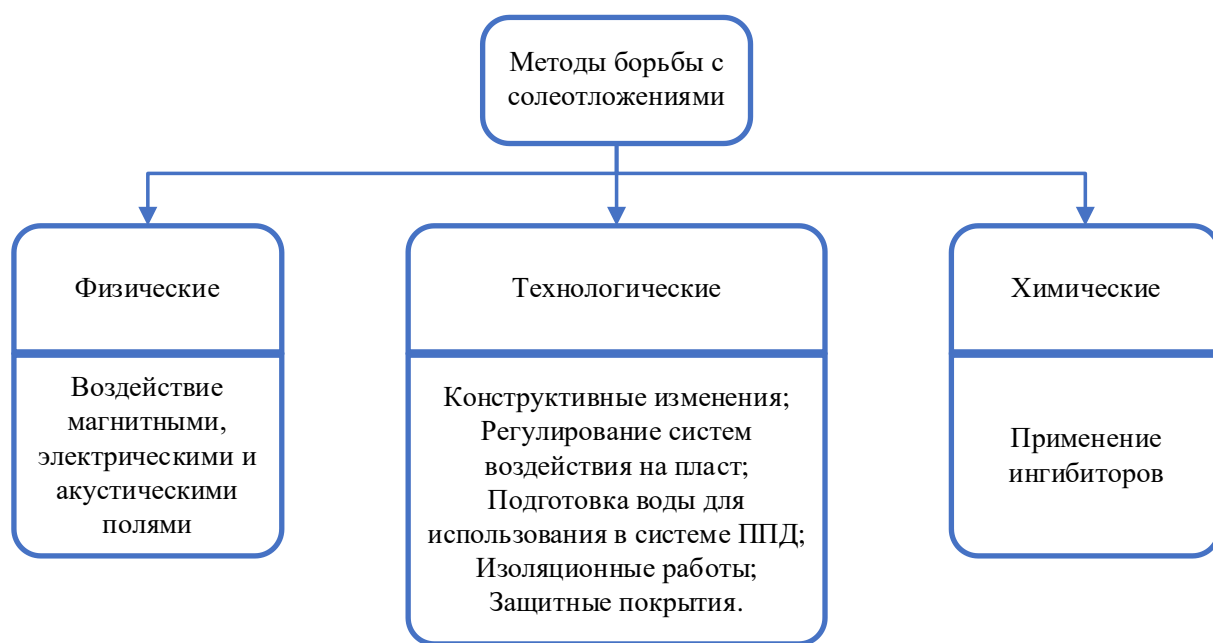 Методы борьбы с
солеотложениями
Физические
Воздействие
магнитными,
электрическими и
акустическими
полями
Технологические
Конструктивные изменения;
Регулирование систем
воздействия на пласт;
Подготовка воды для
использования в системе ППД;
Изоляционные работы;
Защитные покрытия.
Химические
Применение
ингибиторов